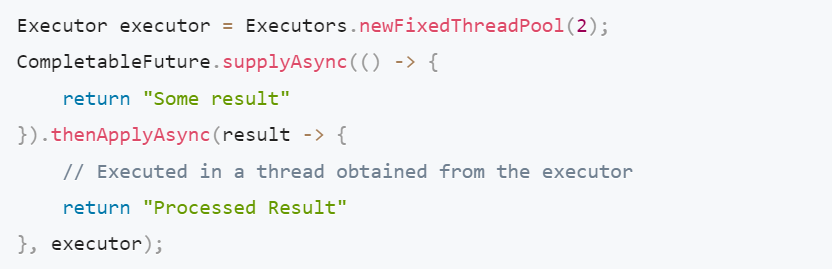 Executor executor = Executors.newFixedThreadPool(2);
CompletableFuture.supplyAsync(() -> {
    return "Some result"
}).thenApplyAsync(result -> {
    // Executed in a thread obtained from the executor
    return "Processed Result"
}, executor);